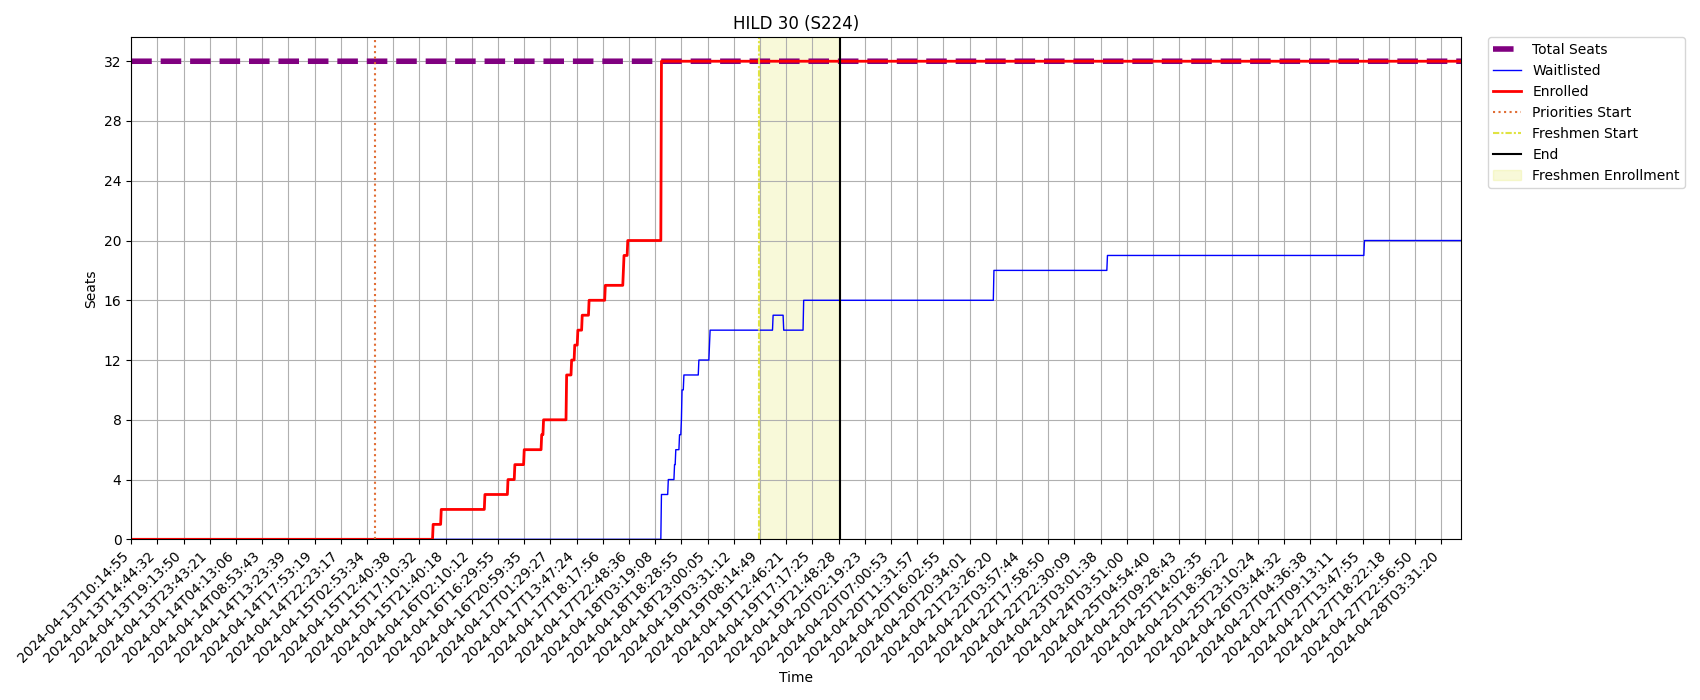 HILD 30 (S224)
Total Seats
Waitlisted
Enrolled
Priorities Start
Freshmen Start
End
Freshmen Enrollment
Seats
32
28
24
20
16
12
8
4
0
2024-04-13T10:14:55
2024-04-13T14:44:32
2024-04-13T19:13:50
2024-04-13T23:43:21
2024-04-14T04:13:06
2024-04-14T08:53:43
2024-04-14T13:23:39
2024-04-14T17:53:19
2024-04-14T22:23:17
2024-04-15T02:53:34
2024-04-15T12:40:38
2024-04-15T17:10:32
2024-04-15T21:40:18
2024-04-16T02:10:12
2024-04-16T16:29:55
2024-04-16T20:59:35
2024-04-17T01:29:27
2024-04-17T13:47:24
2024-04-17T18:17:56
2024-04-17T22:48:36
2024-04-18T03:19:08
2024-04-18T18:28:55
2024-04-18T23:00:05
2024-04-19T03:31:12
2024-04-19T08:14:49
2024-04-19T12:46:21
2024-04-19T17:17:25
2024-04-19T21:48:28
2024-04-20T02:19:23
2024-04-20T07:00:53
2024-04-20T11:31:57
2024-04-20T16:02:55
2024-04-20T20:34:01
2024-04-21T23:26:20
2024-04-22T03:57:44
2024-04-22T17:58:50
2024-04-22T22:30:09
2024-04-23T03:01:38
2024-04-24T03:51:00
2024-04-25T04:54:40
2024-04-25T09:28:43
2024-04-25T14:02:35
2024-04-25T18:36:22
2024-04-25T23:10:24
2024-04-26T03:44:32
2024-04-27T04:36:38
2024-04-27T09:13:11
2024-04-27T13:47:55
2024-04-27T18:22:18
2024-04-27T22:56:50
2024-04-28T03:31:20
Time